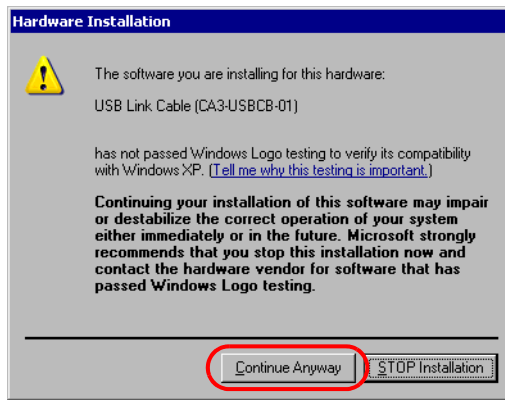 Hardware Installation
The software you are installing for this hardware:
USB Link Cable (CA3-USBCB-01)
has not passed Windows Logo testing to verify its compatibility
with Windows XP. (Tell me why this testing is important.)
Continuing your installation of this software may impair
or destabilize the correct operation of your system
either immediately or in the future. Microsoft strongly
recommends that you stop this installation now and
contact the hardware vendor for software that has
passed Windows Logo testing.
Continue Anyway STOP Installation